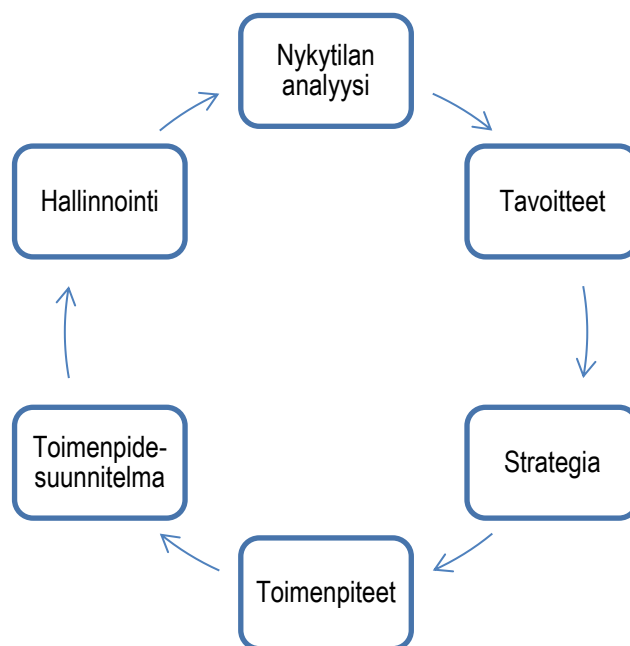 Nykytilan
analyysi
Tavoitteet
Strategia
Toimenpiteet
Toimenpide-
suunnitelma
Hallinnointi